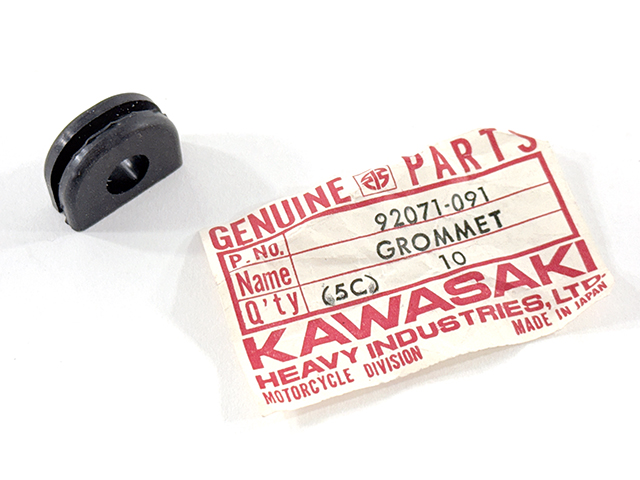 GENUINE PARTS
P. No. 92071-091
Name GROMMET
Q'ty (5C) 10
KAWASAKI
HEAVY INDUSTRIES, LTD.
MOTORCYCLE DIVISION MADE IN JAPAN